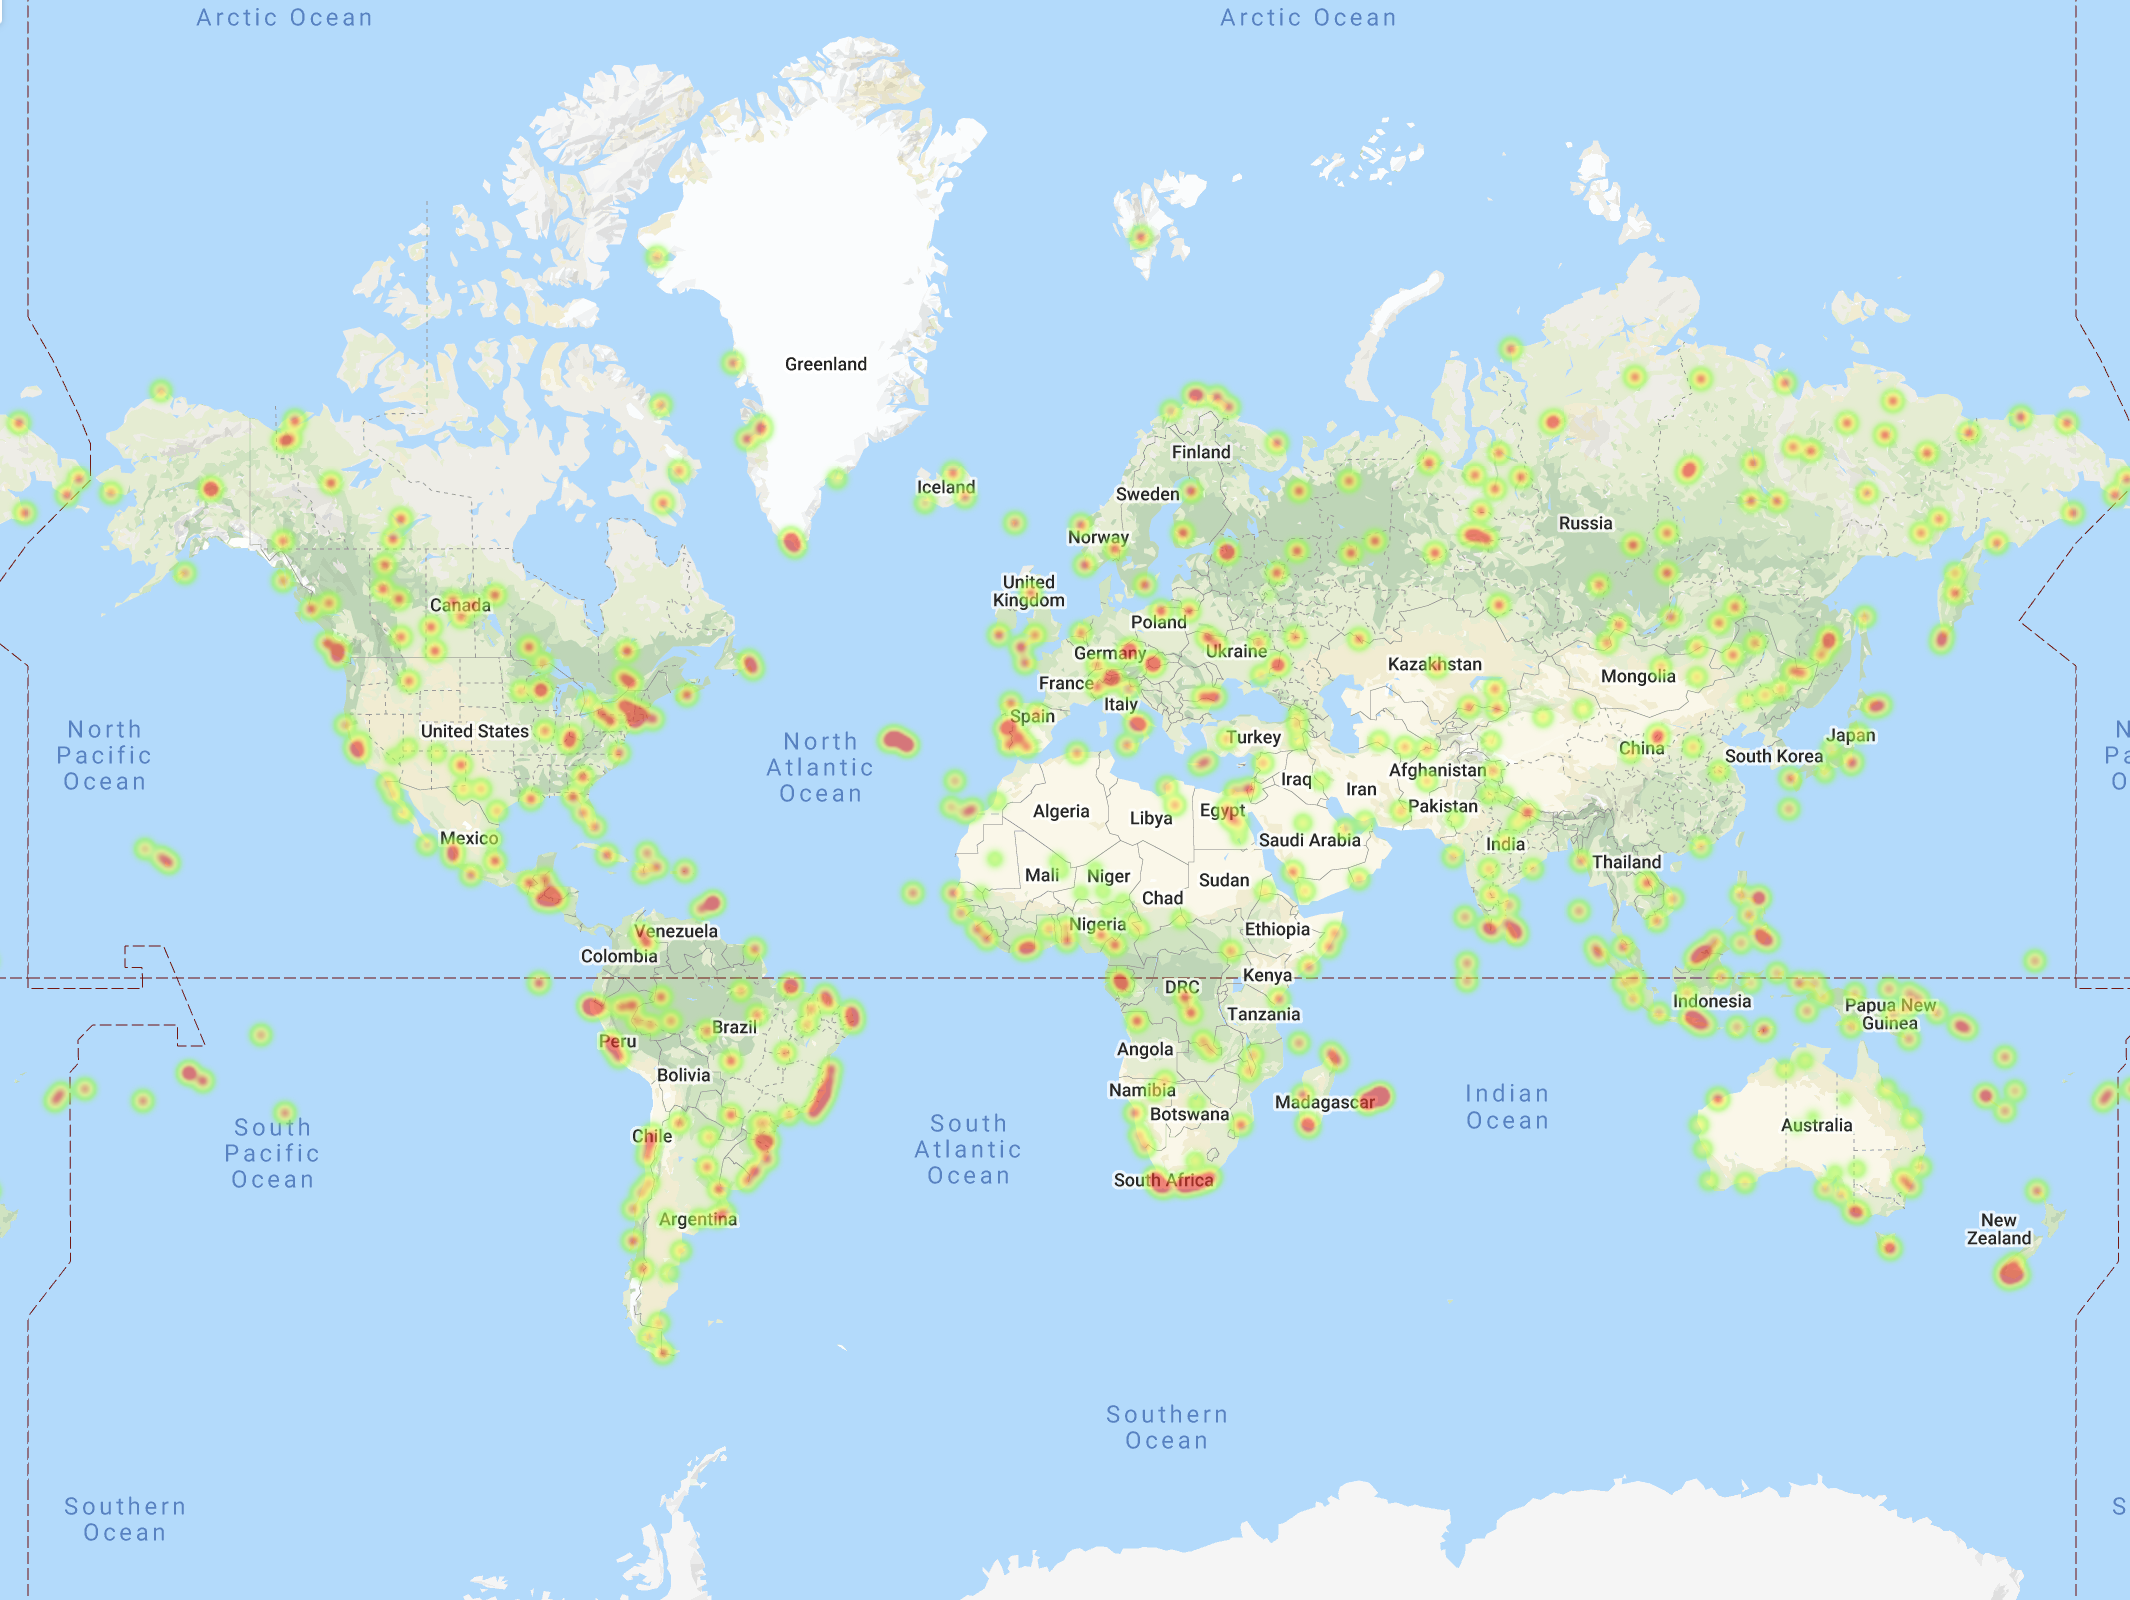 Arctic Ocean
Arctic Ocean
Greenland
Finland
Iceland
Sweden
Russia
Norway
United
Kingdom
Canada
Poland
Ukraine
Germany
Kazakhstan
Mongolia
France
Italy
Spain
North
Pacific
Ocean
United States
North
Atlantic
Ocean
Turkey
China
Japan
South Korea
N
Pa
O
Afghanistan
Iraq
Iran
Algeria
Libya
Egypt
Pakistan
Mexico
Saudi Arabia
India
Thailand
Mali
Niger
Sudan
Chad
Nigeria
Ethiopia
Venezuela
Colombia
Kenya
DRC
Indonesia
Papua New
Guinea
Tanzania
Brazil
Peru
Angola
Bolivia
Namibia
Botswana
Madagascar
Indian
Ocean
Australia
South
Pacific
Ocean
Chile
South
Atlantic
Ocean
South Africa
Argentina
New
Zealand
Southern
Ocean
Southern
Ocean
S